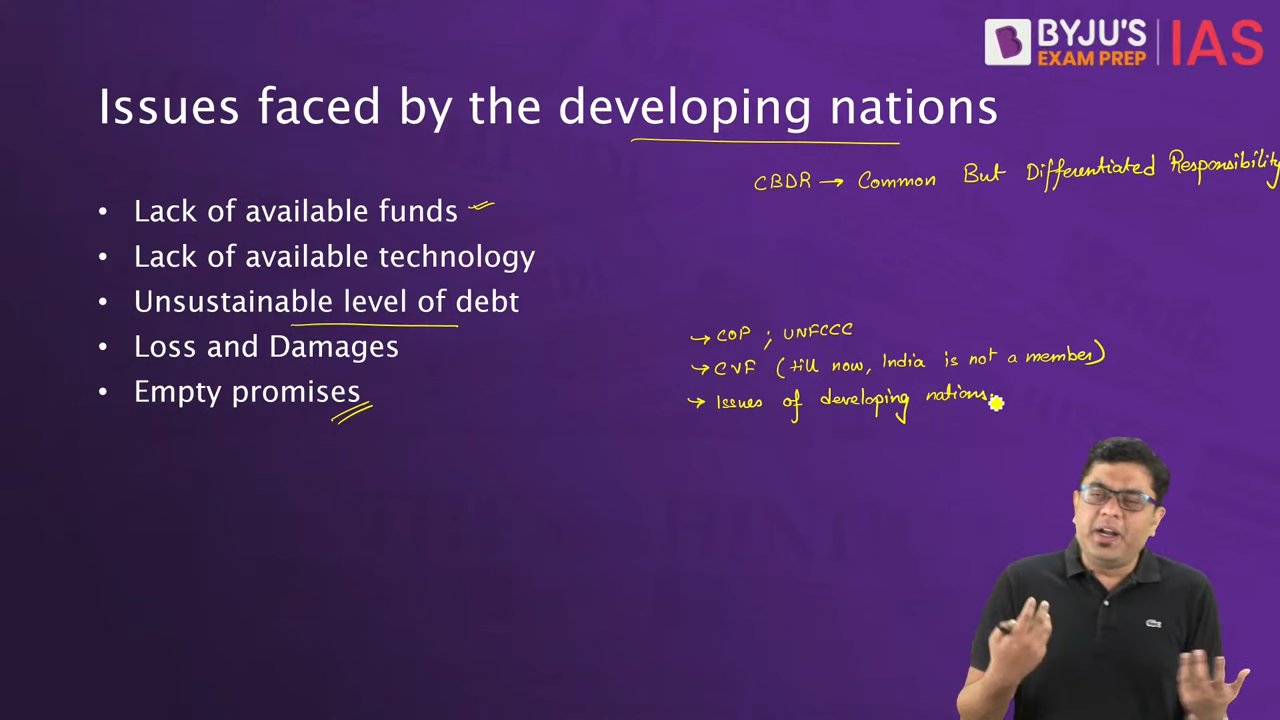 BYJU'S IAS
EXAM PREP
Issues faced by the developing nations
CBDR → Common But Differentiated Responsibility
• Lack of available funds
• Lack of available technology
• Unsustainable level of debt
• Loss and Damages
• Empty promises
→ COP ; UNFCCC
→ CVF (till now, India is not a member)
→ Issues of developing nations